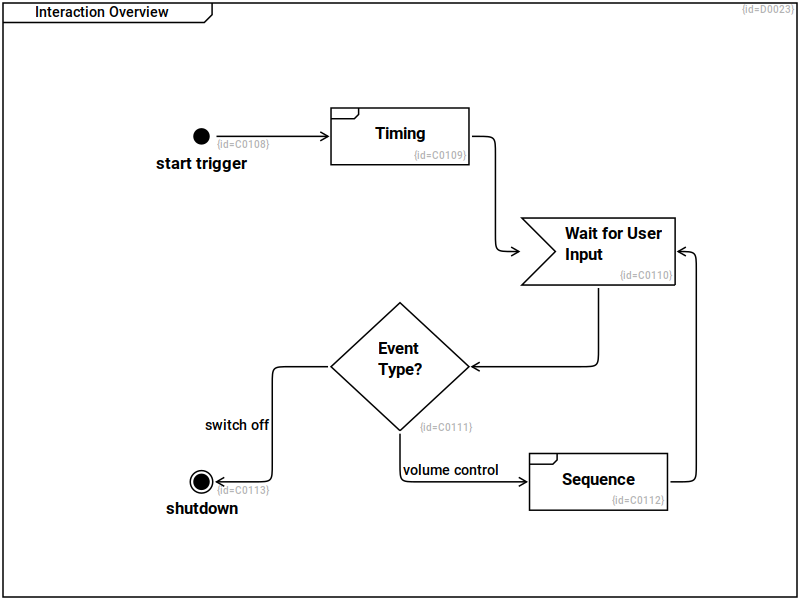 Interaction Overview
{id=D0023}
{id=C0108}
start trigger
Timing
{id=C0109}
Wait for User
Input
{id=C0110}
Event
Type?
{id=C0111}
switch off
volume control
{id=C0113}
shutdown
Sequence
{id=C0112}